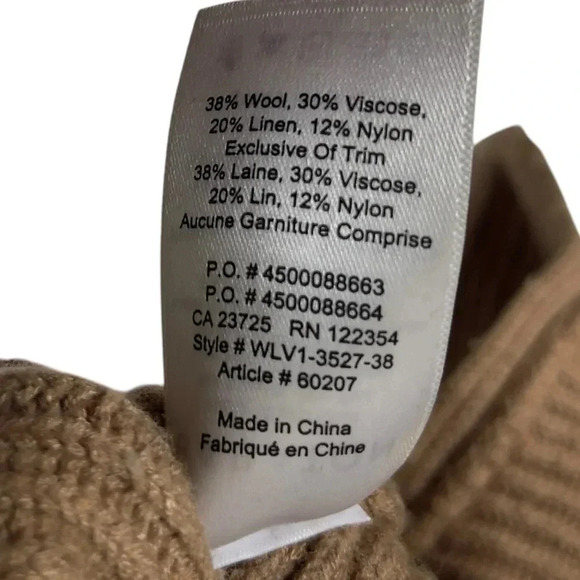 38% Wool, 30% Viscose,
20% Linen, 12% Nylon
Exclusive Of Trim
38% Laine, 30% Viscose,
20% Lin, 12% Nylon
Aucune Garniture Comprise
P.O. # 4500088663
P.O. # 4500088664
CA 23725 RN 122354
Style # WLV1-3527-38
Article # 60207
Made in China
Fabriqué en Chine